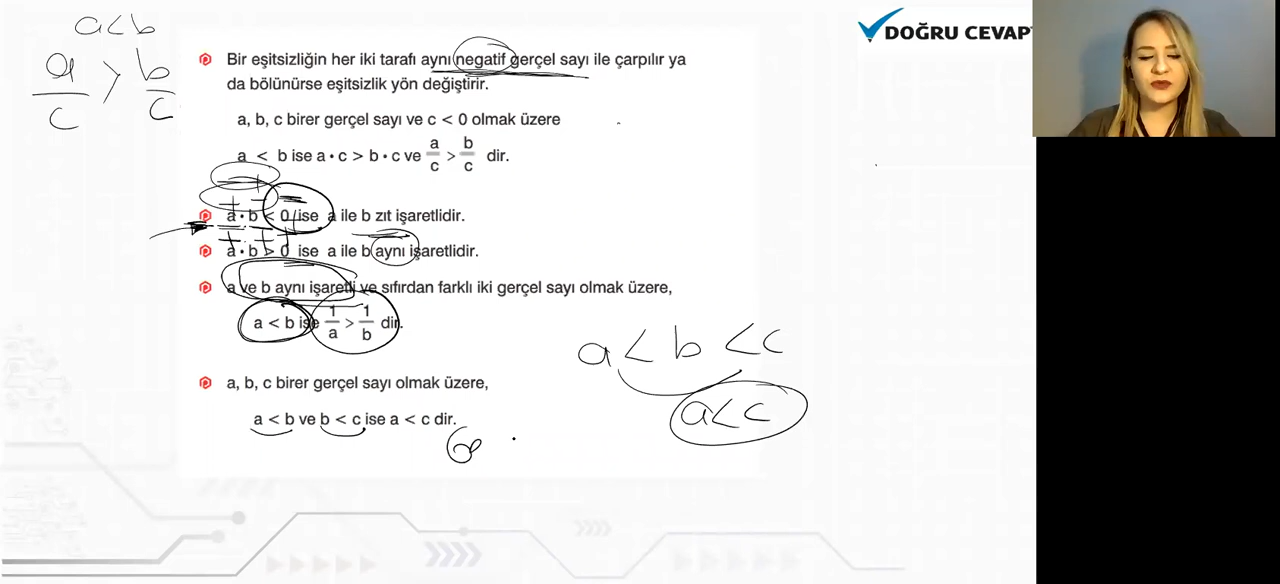 a<b
a/c > b/c
DOĞRU CEVAP
Bir eşitsizliğin her iki tarafı aynı negatif gerçel sayı ile çarpılır ya
da bölünürse eşitsizlik yön değiştirir.
a, b, c birer gerçel sayı ve c < 0 olmak üzere
a < b ise a • c > b • c ve a/c > b/c dir.
a • b < 0 ise a ile b zıt işaretlidir.
a • b > 0 ise a ile b aynı işaretlidir.
a ve b aynı işaretli ve sıfırdan farklı iki gerçel sayı olmak üzere,
a < b ise 1/a > 1/b dir.
a < b < c
a<c
a, b, c birer gerçel sayı olmak üzere,
a < b ve b < c ise a < c dir.